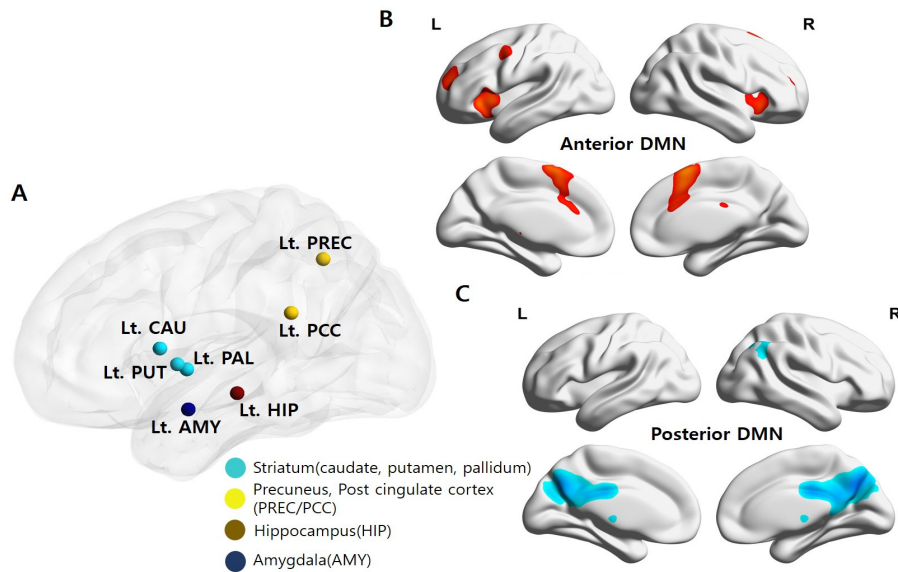 A
Lt. PREC
Lt. PCC
Lt. CAU
Lt. PAL
Lt. PUT
Lt. HIP
Lt. AMY
Striatum(caudate, putamen, pallidum)
Precuneus, Post cingulate cortex
(PREC/PCC)
Hippocampus(HIP)
Amygdala(AMY)
B
L
R
Anterior DMN
C
L
R
Posterior DMN